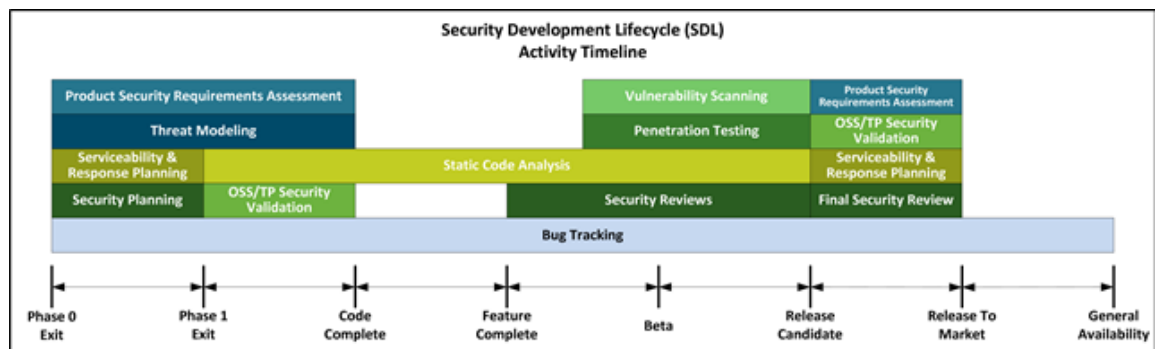 Security Development Lifecycle (SDL)
Activity Timeline
Product Security Requirements Assessment
Vulnerability Scanning
Product Security
Requirements Assessment
Threat Modeling
Penetration Testing
OSS/TP Security
Validation
Serviceability &
Response Planning
Static Code Analysis
Serviceability &
Response Planning
Security Planning
OSS/TP Security
Validation
Security Reviews
Final Security Review
Bug Tracking
Phase 0
Exit
Phase 1
Exit
Code
Complete
Feature
Complete
Beta
Release
Candidate
Release To
Market
General
Availability